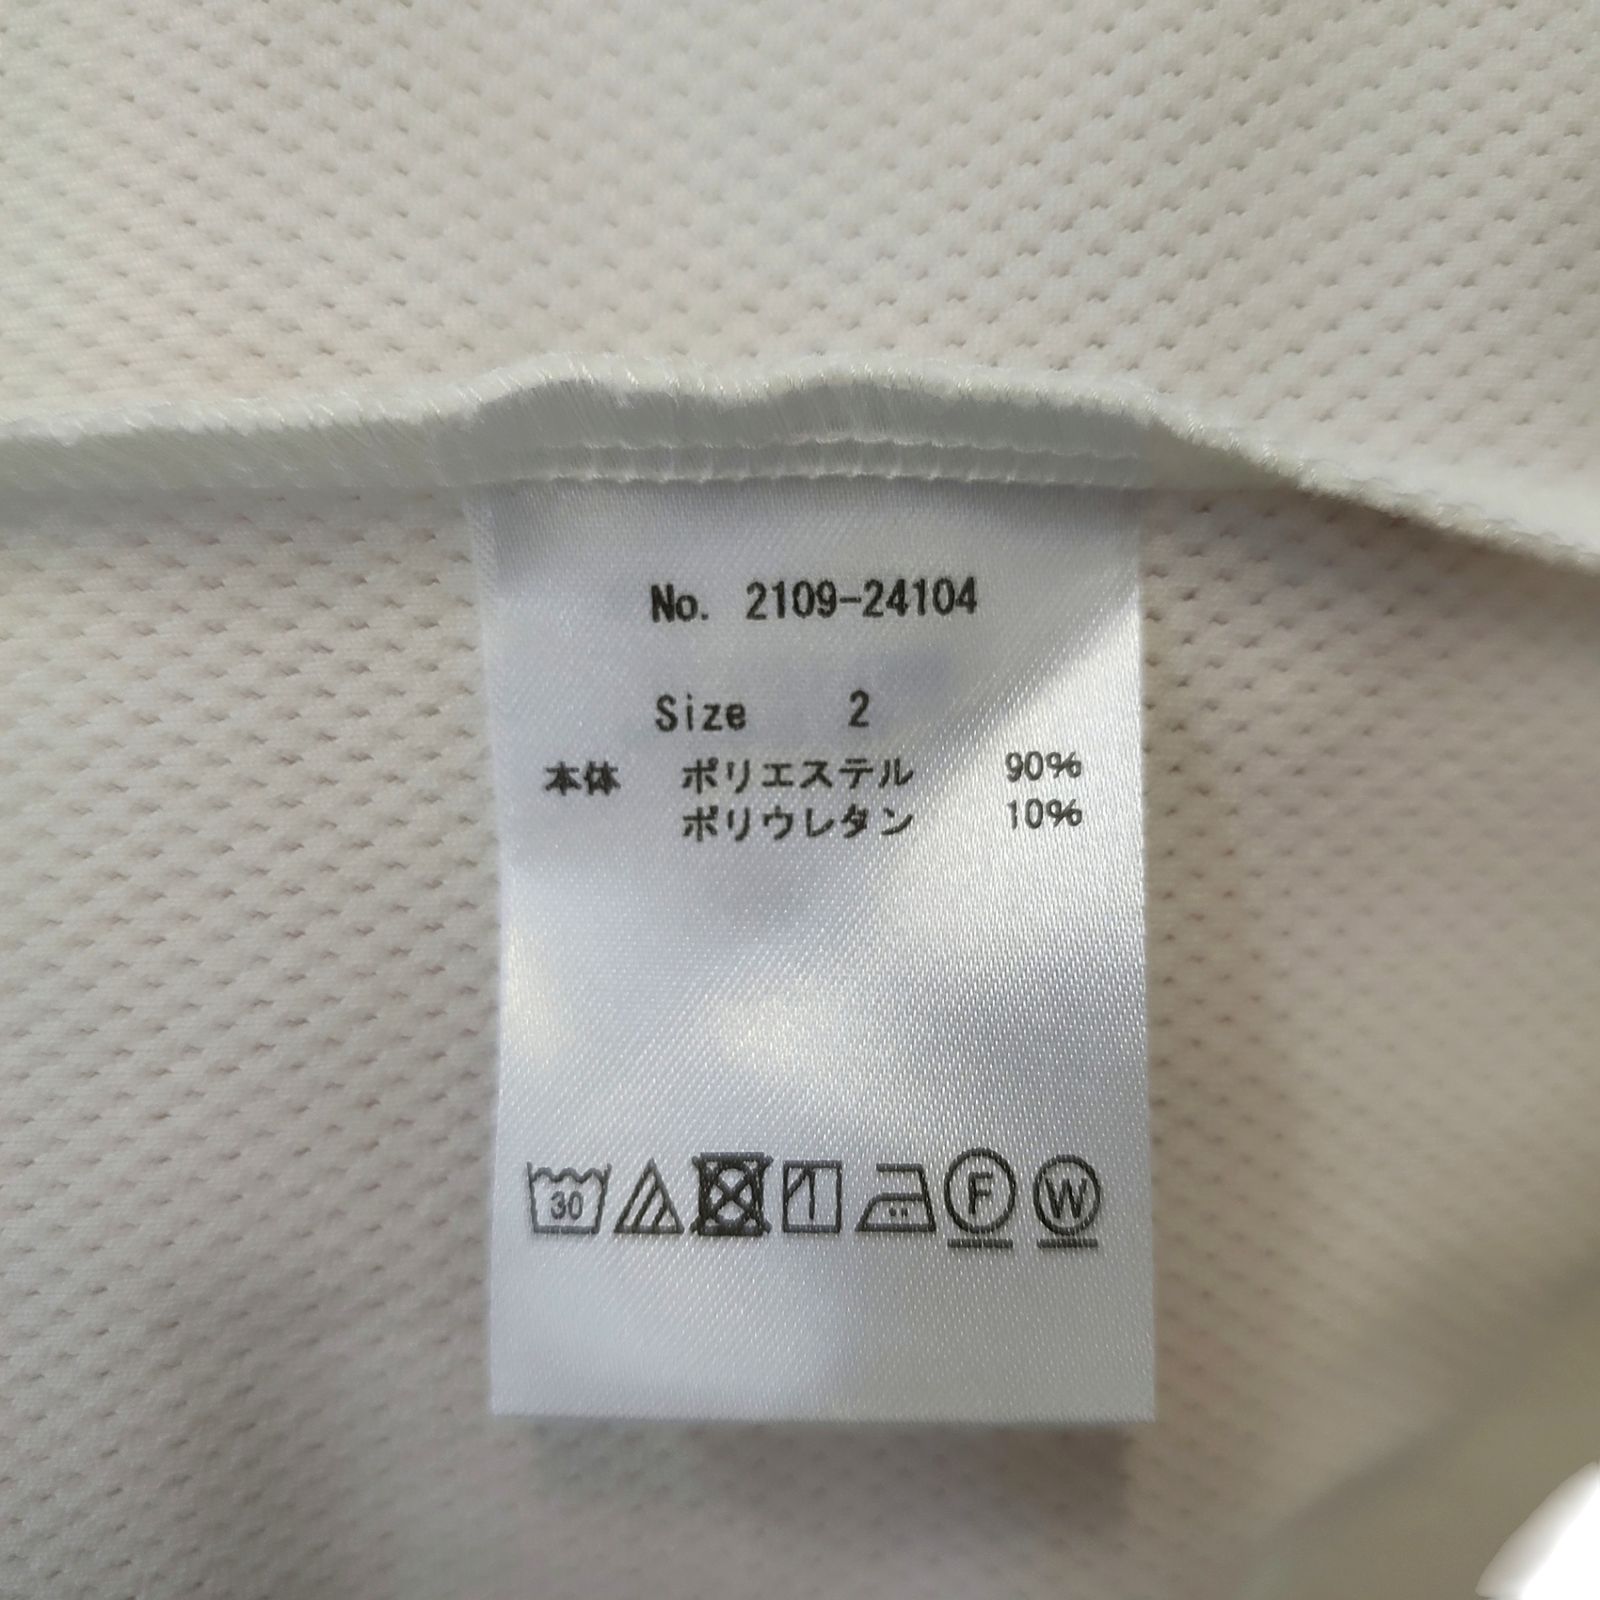 No. 2109-24104
Size 2
本体 ポリエステル 90%
ポリウレタン 10%
30 F W